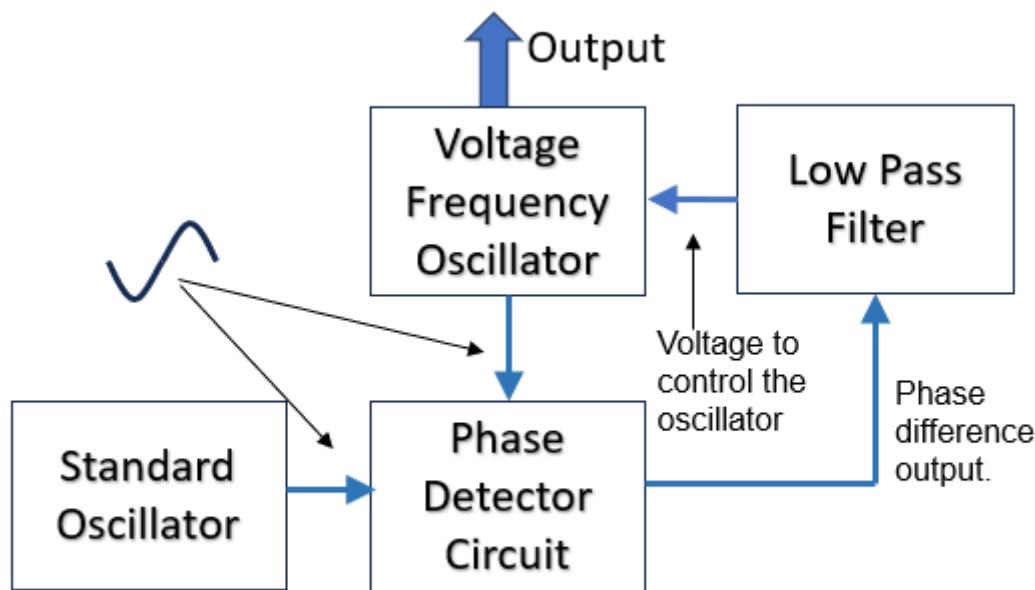 Output
Voltage
Frequency
Oscillator
Low Pass
Filter
Voltage to
control the
oscillator
Phase
difference
output.
Standard
Oscillator
Phase
Detector
Circuit